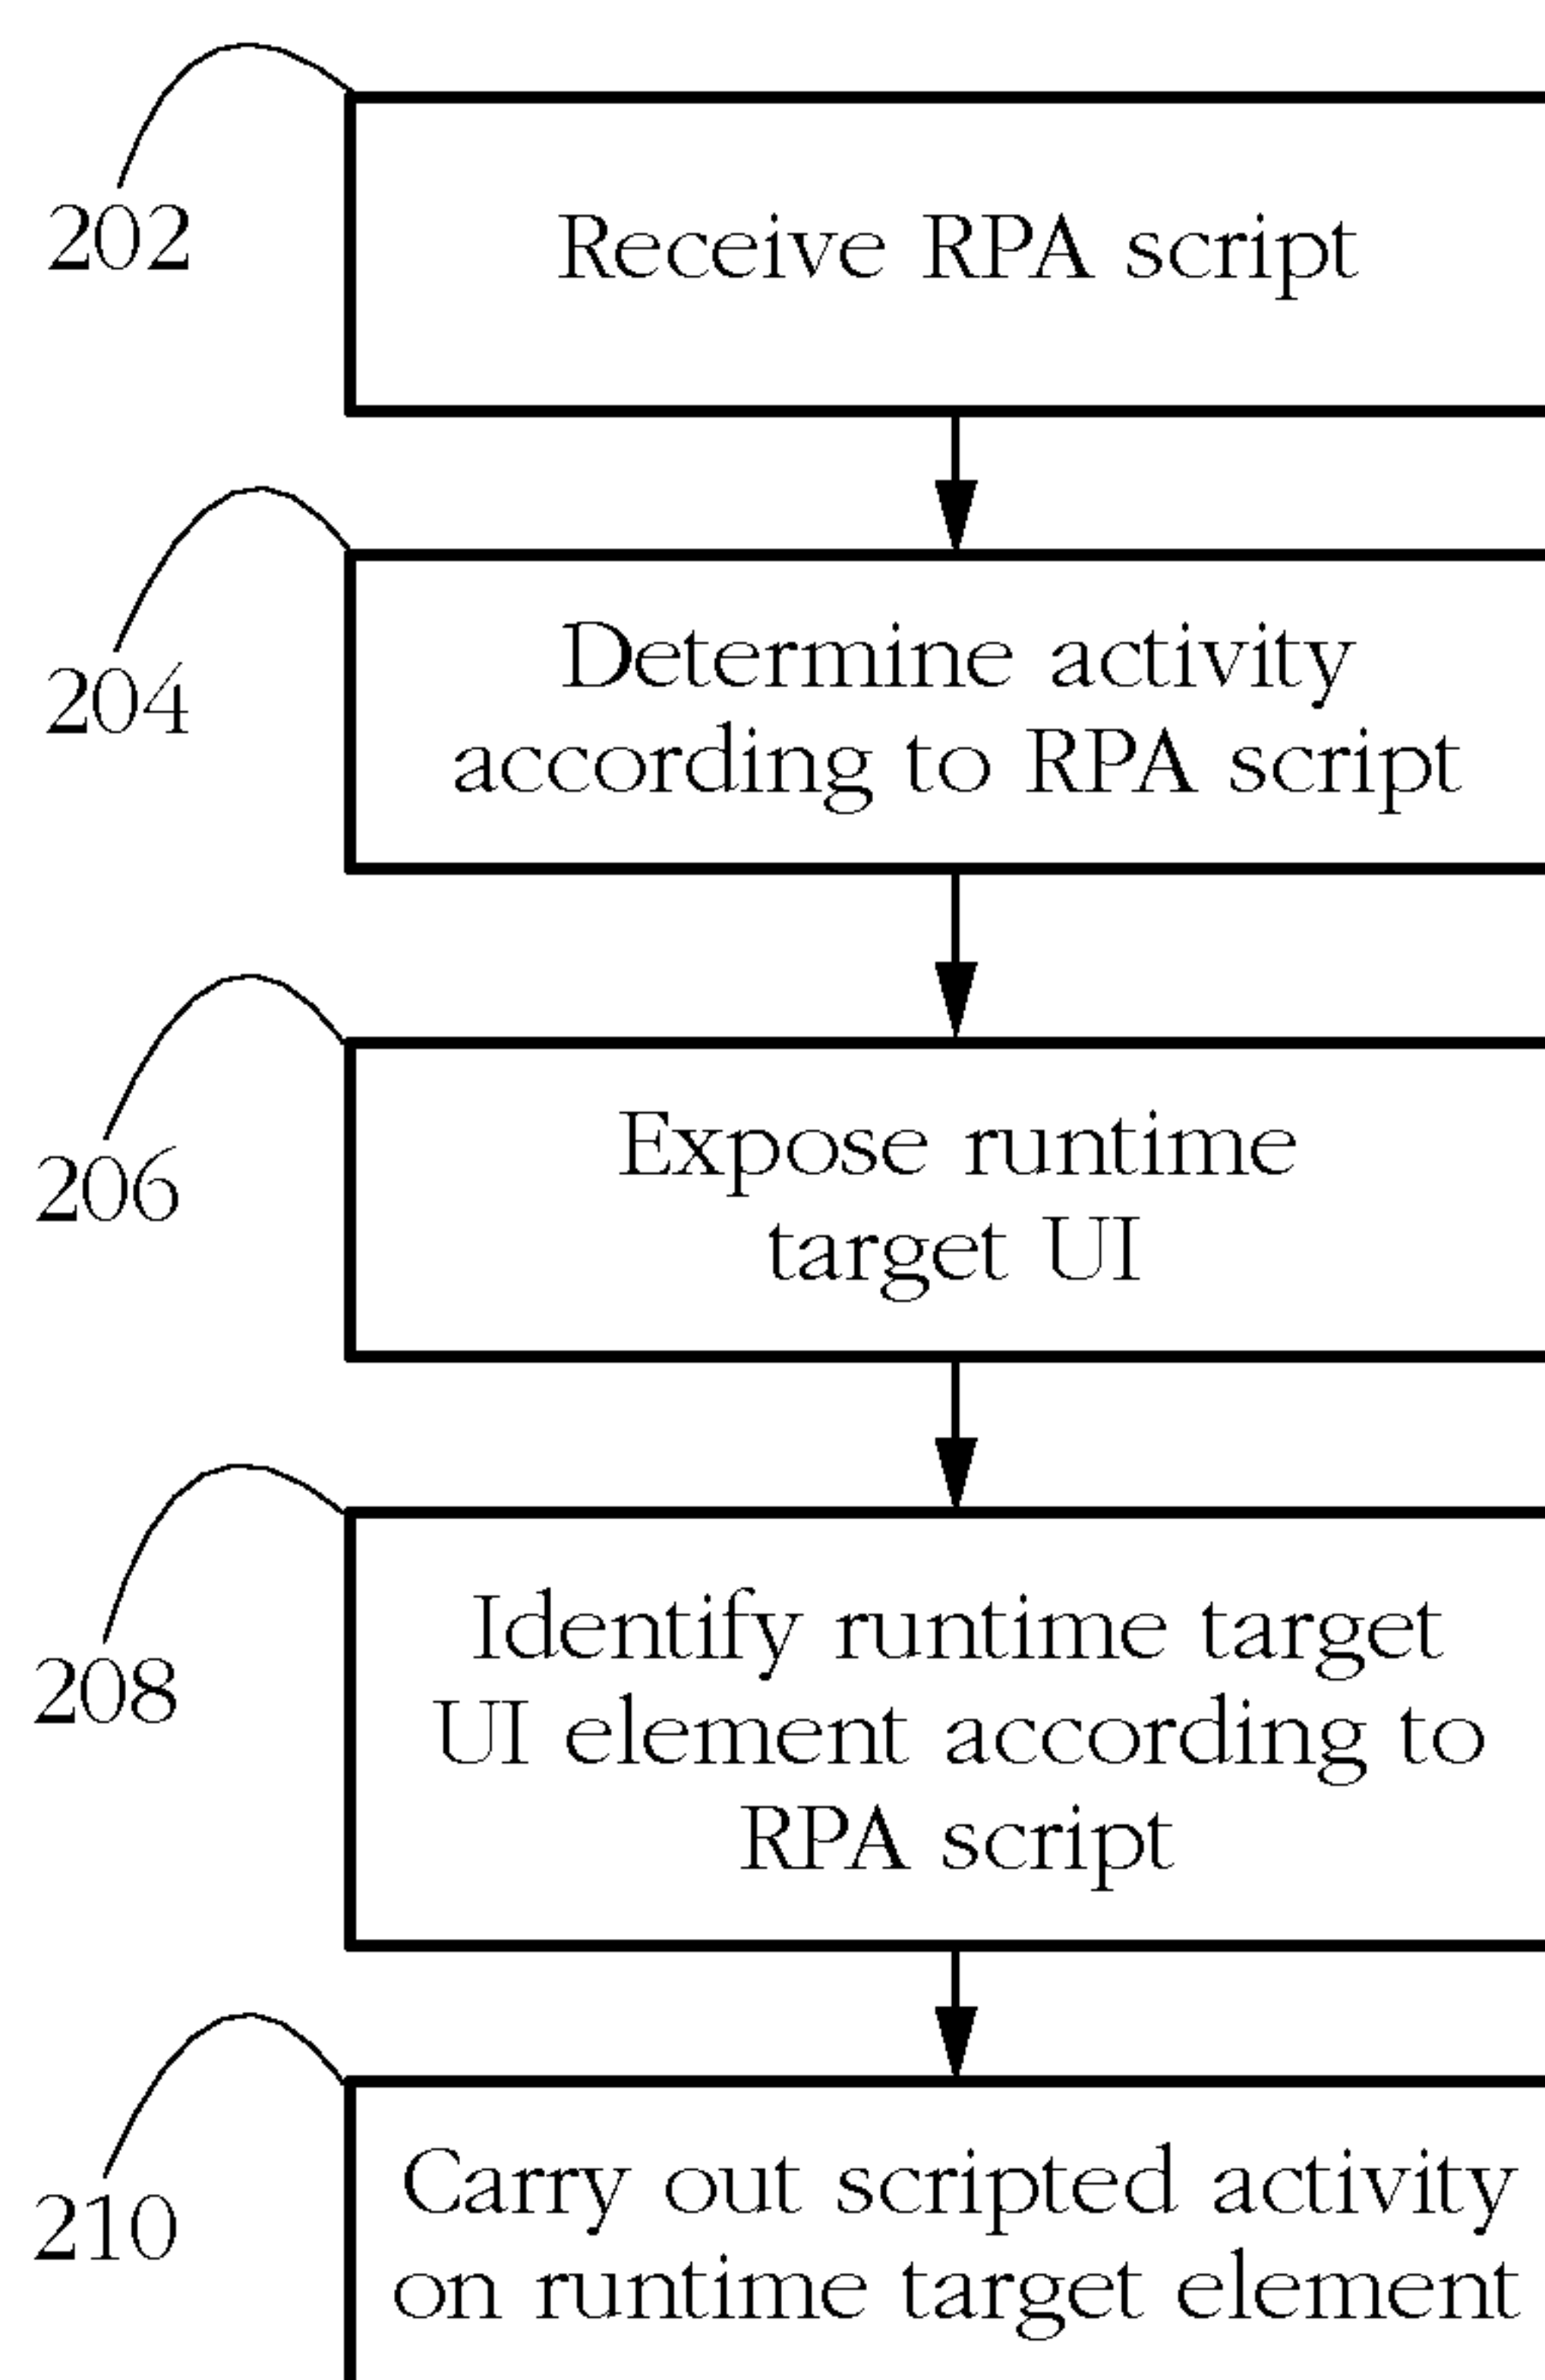 202
Receive RPA script
204
Determine activity
according to RPA script
206
Expose runtime
target UI
208
Identify runtime target
UI element according to
RPA script
210
Carry out scripted activity
on runtime target element